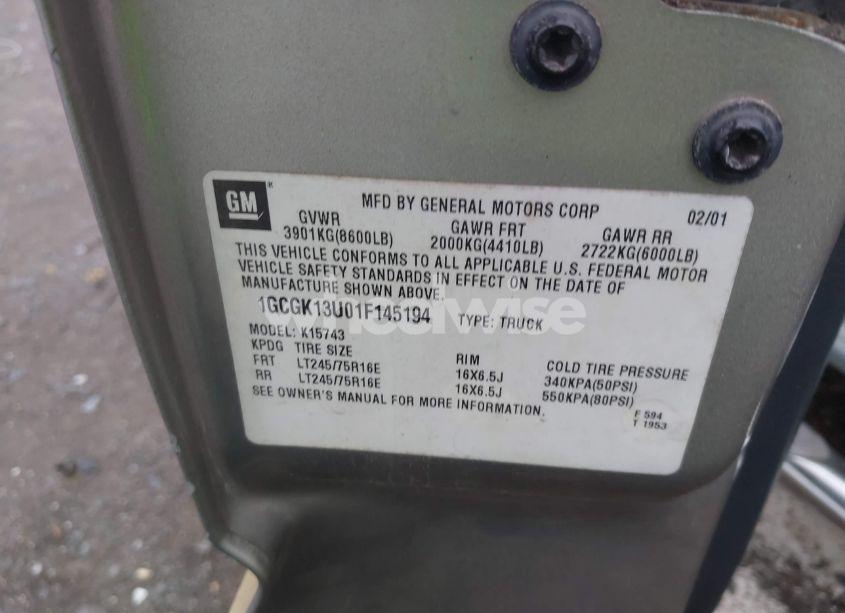 GM
MFD BY GENERAL MOTORS CORP 02/01
GVWR GAWR FRT GAWR RR
3901KG(8600LB) 2000KG(4410LB) 2722KG(6000LB)
THIS VEHICLE CONFORMS TO ALL APPLICABLE U.S. FEDERAL MOTOR
VEHICLE SAFETY STANDARDS IN EFFECT ON THE DATE OF
MANUFACTURE SHOWN ABOVE.
1GCGK13U01F145194 TYPE: TRUCK
MODEL: K15743
KPDG TIRE SIZE RIM COLD TIRE PRESSURE
FRT LT245/75R16E 16X6.5J 340KPA(50PSI)
RR LT245/75R16E 16X6.5J 550KPA(80PSI)
SEE OWNER'S MANUAL FOR MORE INFORMATION.
F 594
T 1953
wheelwise